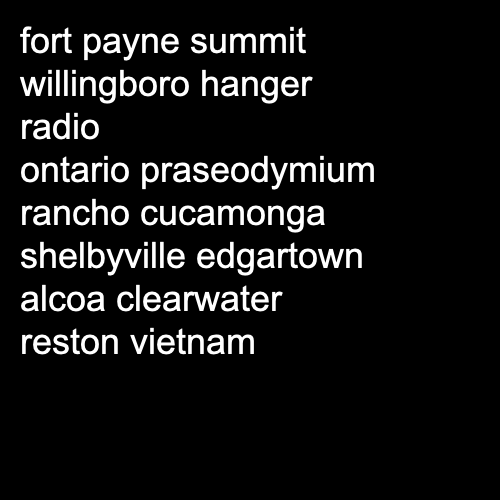 fort payne summit
willingboro hanger
radio
ontario praseodymium
rancho cucamonga
shelbyville edgartown
alcoa clearwater
reston vietnam